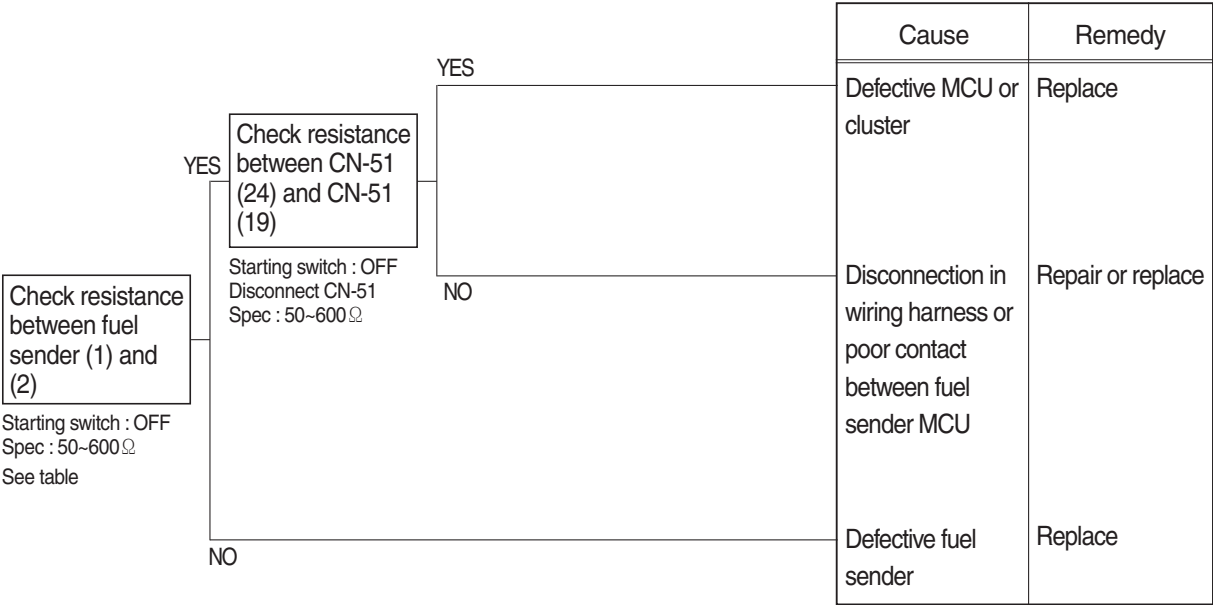 Cause
Remedy
YES
Defective MCU or
cluster
Replace
YES
Check resistance
between CN-51
(24) and CN-51
(19)
Starting switch : OFF
Disconnect CN-51
Spec : 50~600Ω
NO
Disconnection in
wiring harness or
poor contact
between fuel
sender MCU
Repair or replace
Check resistance
between fuel
sender (1) and
(2)
Starting switch : OFF
Spec : 50~600Ω
See table
NO
Defective fuel
sender
Replace